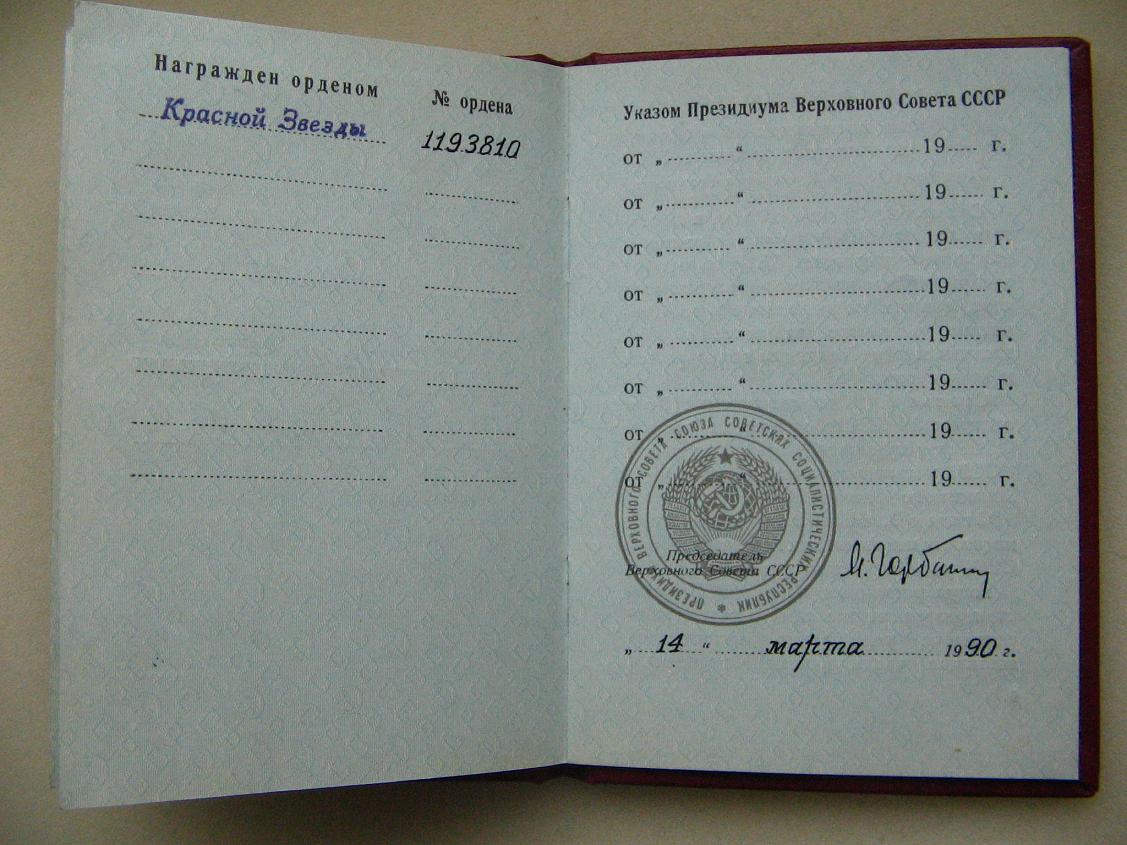 Награжден орденом
№ ордена
Красной Звезды
1193810
Указом Президиума Верховного Совета СССР
от „ “ 19 г.
от „ “ 19 г.
от „ “ 19 г.
от „ “ 19 г.
от „ “ 19 г.
от „ “ 19 г.
от „ “ 19 г.
от „ “ 19 г.
ПРЕЗИДИУМ ВЕРХОВНОГО СОВЕТА СОЮЗА СОВЕТСКИХ СОЦИАЛИСТИЧЕСКИХ РЕСПУБЛИК
Председатель
Верховного Совета СССР
М. Горбачев
„ 14 “ марта 1990 г.